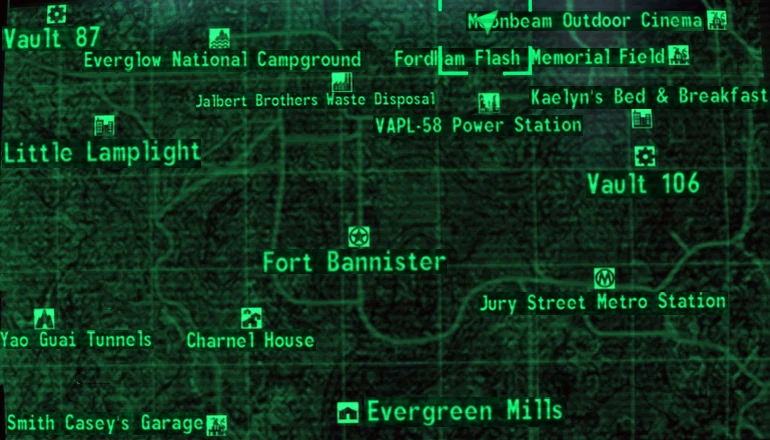 Moonbeam Outdoor Cinema
Vault 87
Everglow National Campground
Fordham Flash Memorial Field
Jalbert Brothers Waste Disposal
Kaelyn's Bed & Breakfast
VAPL-58 Power Station
Little Lamplight
Vault 106
Fort Bannister
Jury Street Metro Station
Yao Guai Tunnels
Charnel House
Evergreen Mills
Smith Casey's Garage